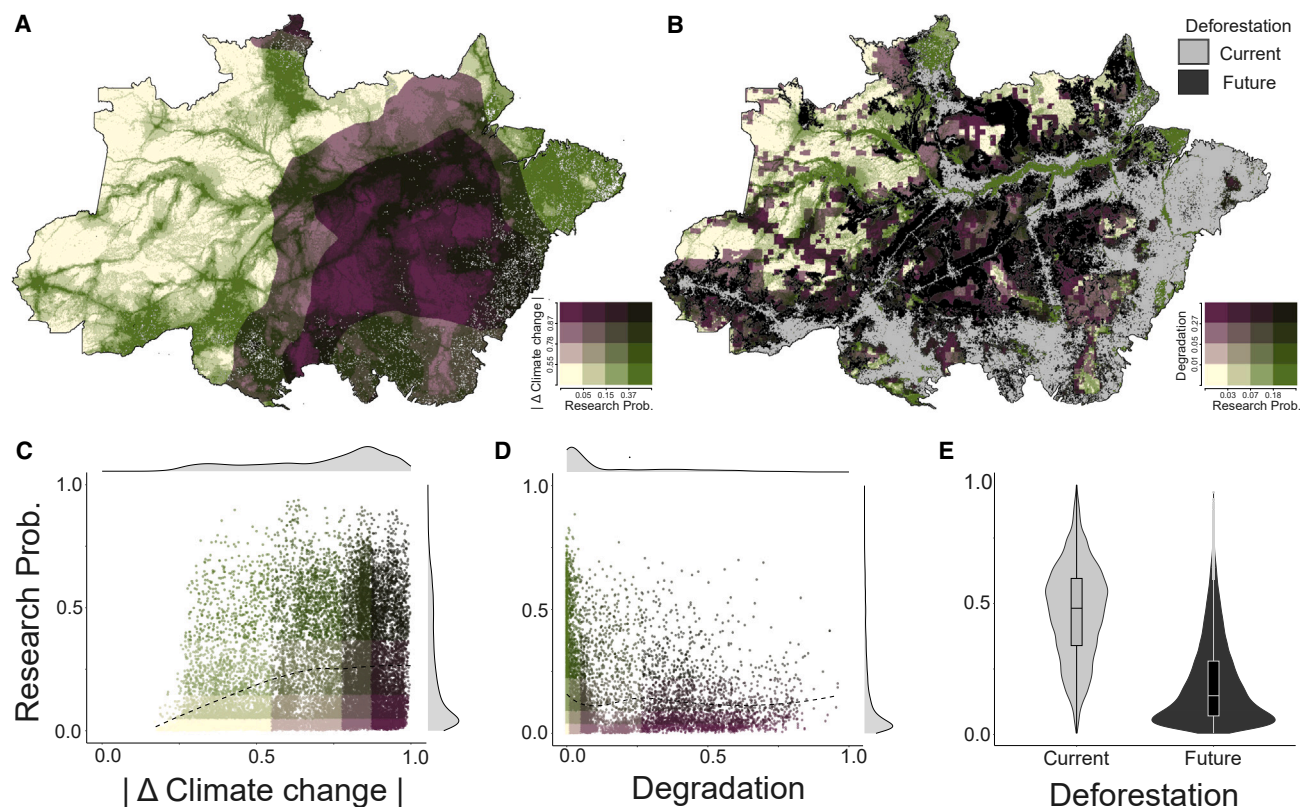 A
B
Deforestation
Current
Future
| Δ Climate change |
0.87
0.78
0.55
0.05 0.15 0.37
Research Prob.
Degradation
0.27
0.05
0.01
0.03 0.07 0.18
Research Prob.
C
D
E
Research Prob.
1.0
0.5
0.0
0.0 0.5 1.0
| Δ Climate change |
1.0
0.5
0.0
0.0 0.5 1.0
Degradation
1.0
0.5
0.0
Current Future
Deforestation